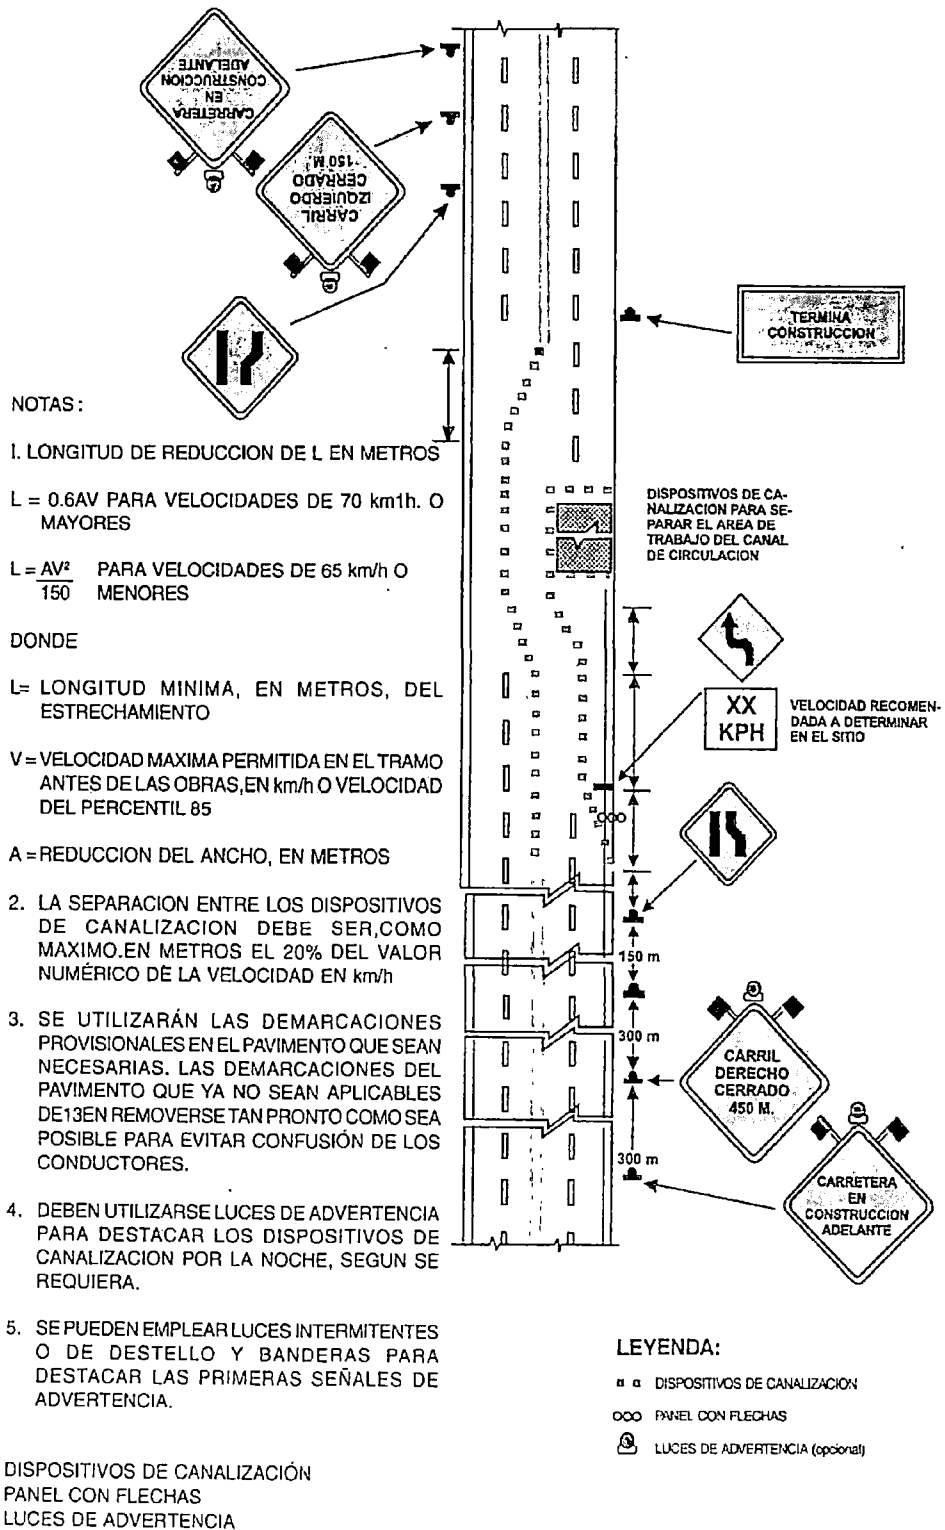 CARRETERA
EN
CONSTRUCCION
ADELANTE
CARRIL
IZQUIERDO
CERRADO
150 M.
TERMINA
CONSTRUCCION
NOTAS:
I. LONGITUD DE REDUCCION DE L EN METROS
L = 0.6AV PARA VELOCIDADES DE 70 km1h. O
MAYORES
L = AV² PARA VELOCIDADES DE 65 km/h O
150 MENORES
DONDE
L= LONGITUD MINIMA, EN METROS, DEL
ESTRECHAMIENTO
V = VELOCIDAD MAXIMA PERMITIDA EN EL TRAMO
ANTES DE LAS OBRAS,EN km/h O VELOCIDAD
DEL PERCENTIL 85
A = REDUCCION DEL ANCHO, EN METROS
2. LA SEPARACION ENTRE LOS DISPOSITIVOS
DE CANALIZACION DEBE SER,COMO
MAXIMO.EN METROS EL 20% DEL VALOR
NUMÉRICO DE LA VELOCIDAD EN km/h
3. SE UTILIZARÁN LAS DEMARCACIONES
PROVISIONALES EN EL PAVIMENTO QUE SEAN
NECESARIAS. LAS DEMARCACIONES DEL
PAVIMENTO QUE YA NO SEAN APLICABLES
DE13EN REMOVERSE TAN PRONTO COMO SEA
POSIBLE PARA EVITAR CONFUSIÓN DE LOS
CONDUCTORES.
4. DEBEN UTILIZARSE LUCES DE ADVERTENCIA
PARA DESTACAR LOS DISPOSITIVOS DE
CANALIZACION POR LA NOCHE, SEGUN SE
REQUIERA.
5. SE PUEDEN EMPLEAR LUCES INTERMITENTES
O DE DESTELLO Y BANDERAS PARA
DESTACAR LAS PRIMERAS SEÑALES DE
ADVERTENCIA.
DISPOSITIVOS DE CANALIZACIÓN
PANEL CON FLECHAS
LUCES DE ADVERTENCIA
DISPOSITIVOS DE CA-
NALIZACION PARA SE-
PARAR EL AREA DE
TRABAJO DEL CANAL
DE CIRCULACION
XX
KPH
VELOCIDAD RECOMEN-
DADA A DETERMINAR
EN EL SITIO
150 m
300 m
300 m
CARRIL
DERECHO
CERRADO
450 M.
CARRETERA
EN
CONSTRUCCION
ADELANTE
LEYENDA:
DISPOSITIVOS DE CANALIZACIÓN
PANEL CON FLECHAS
LUCES DE ADVERTENCIA (opcional)